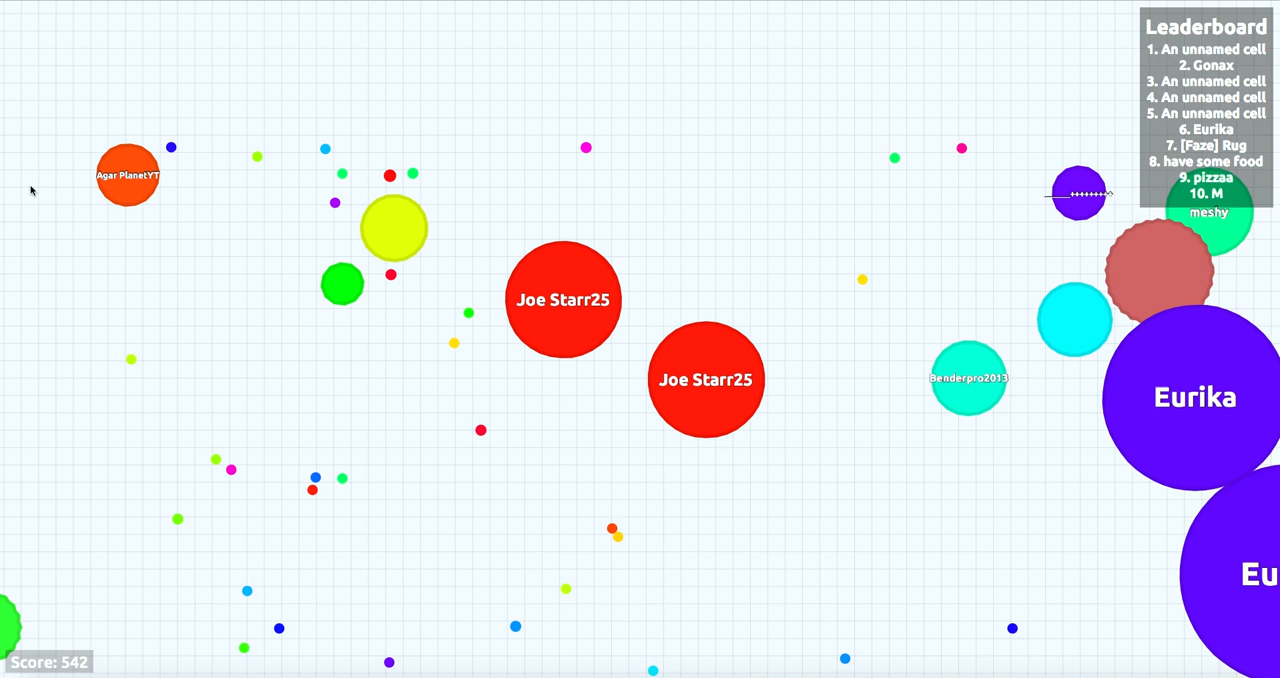 Leaderboard
1. An unnamed cell
2. Gonax
3. An unnamed cell
4. An unnamed cell
5. An unnamed cell
6. Eurika
7. [Faze] Rug
8. have some food
9. pizzaa
10. M
meshy
Agar PlanetYT
Joe Starr25
Joe Starr25
Benderpro2013
Eurika
Eu
Score: 542